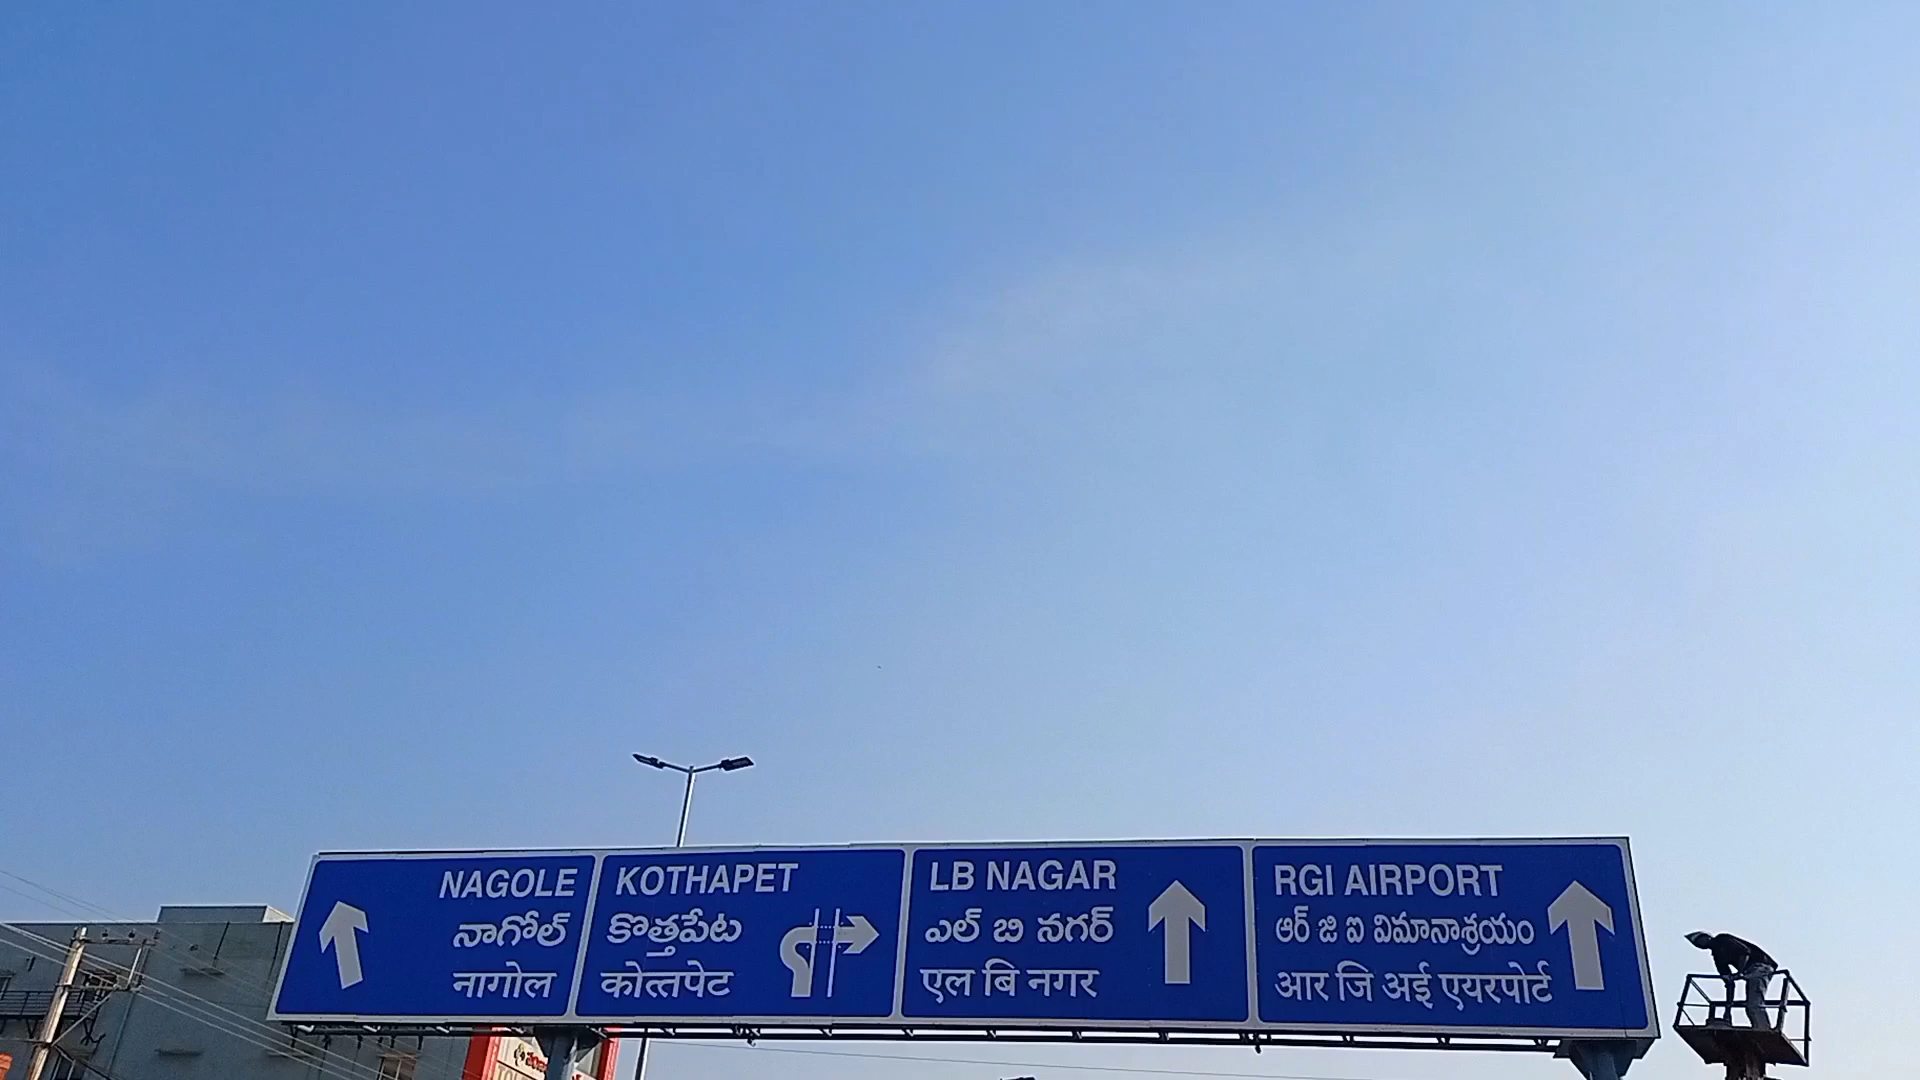 NAGOLE
నాగోల్
नागोल
KOTHAPET
కొత్తపేట
कोत्तपेट
LB NAGAR
ఎల్ బి నగర్
एल बि नगर
RGI AIRPORT
ఆర్ జి ఐ విమానాశ్రయం
आर जि अई एयरपोर्ट